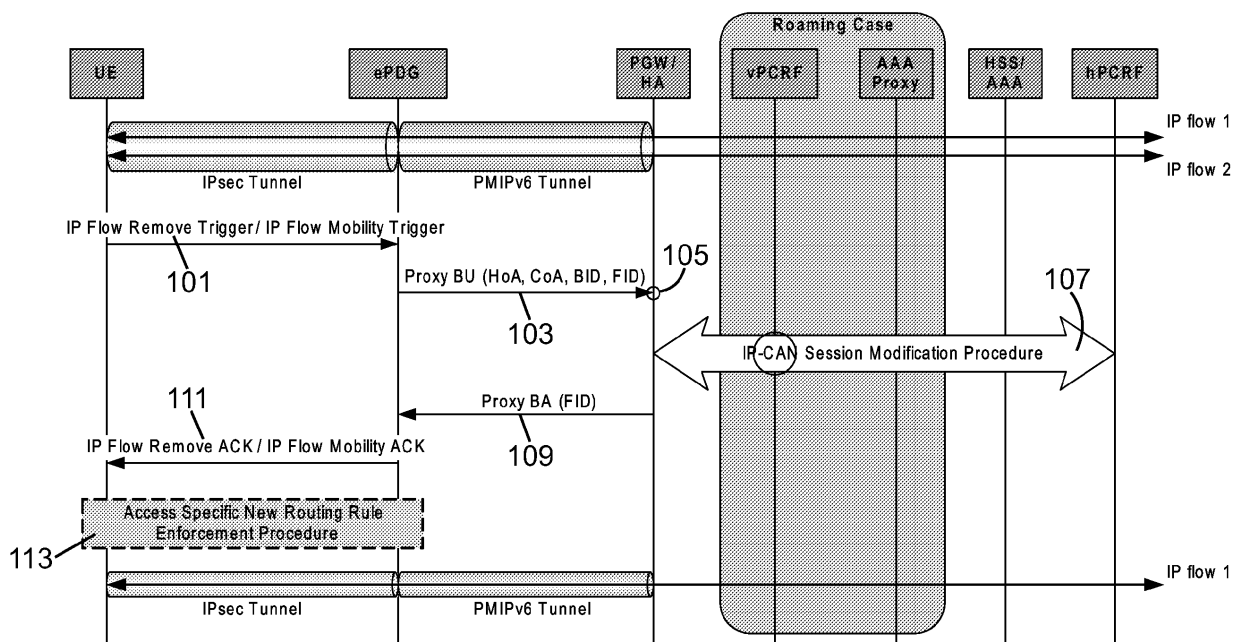 Roaming Case
UE
ePDG
PGW/
HA
vPCRF
AAA
Proxy
HSS/
AAA
hPCRF
IP flow 1
IP flow 2
IPsec Tunnel
PMIPv6 Tunnel
IP Flow Remove Trigger/ IP Flow Mobility Trigger
101
Proxy BU (HoA, CoA, BID, FID)
103
105
107
IP-CAN Session Modification Procedure
Proxy BA (FID)
109
111
IP Flow Remove ACK / IP Flow Mobility ACK
Access Specific New Routing Rule
Enforcement Procedure
113
IP flow 1
IPsec Tunnel
PMIPv6 Tunnel